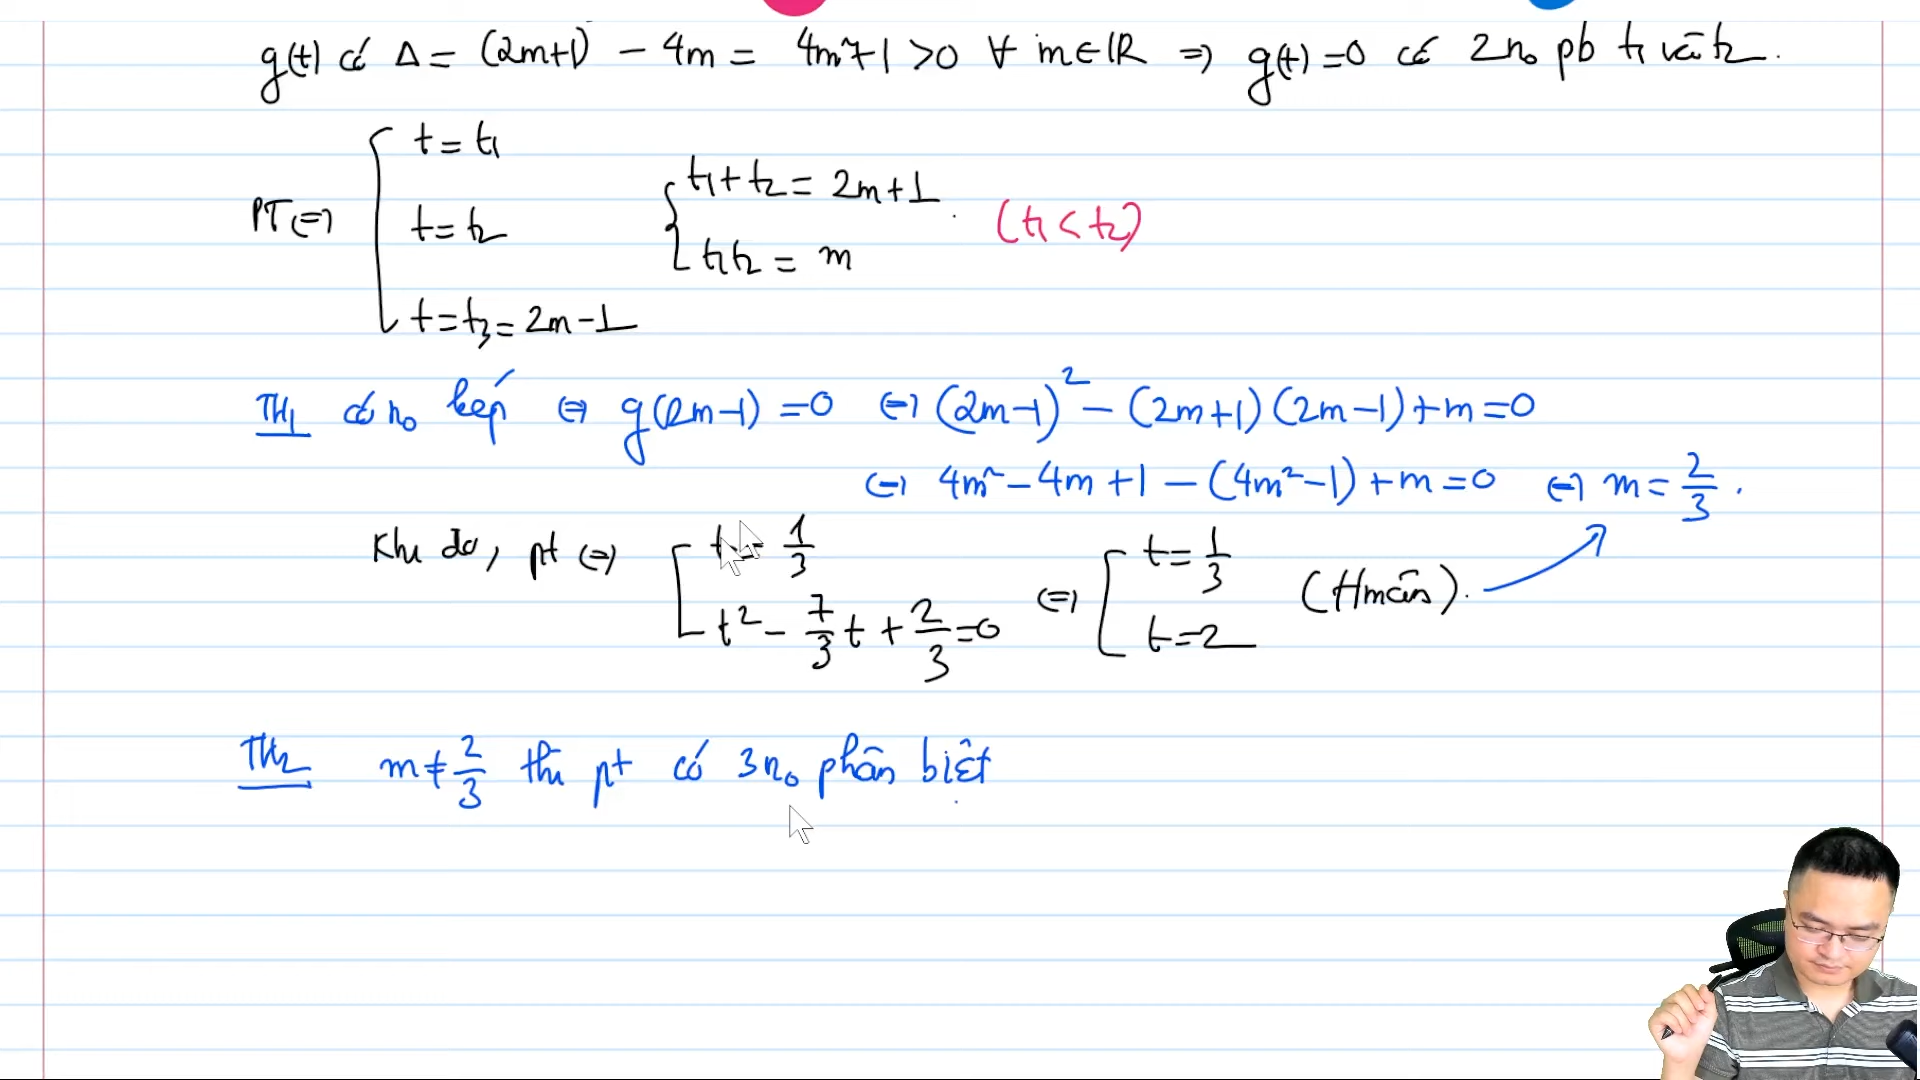 g(t) có Δ = (2m+1)² − 4m = 4m²+1 >0 ∀ m∈ℝ ⇒ g(t)=0 có 2n₀ pb t₁ và t₂.
t = t₁
t₁+t₂ = 2m+1 (t₁ < t₂)
PT ⇔ t = t₂
t₁t₂ = m
t = t₃ = 2m−1
TH₁ có n₀ kép ⇔ g(2m−1) = 0 ⇔ (2m−1)² − (2m+1)(2m−1)+m=0
⇔ 4m² − 4m + 1 − (4m²−1) + m = 0 ⇔ m = 2/3.
Khi đó, pt ⇔ [ t = 1/3 ⇔ [ t = 1/3 (t/mãn).
t² − 7/3 t + 2/3 = 0 t = 2
TH₂ m ≠ 2/3 thì pt có 3n₀ phân biệt